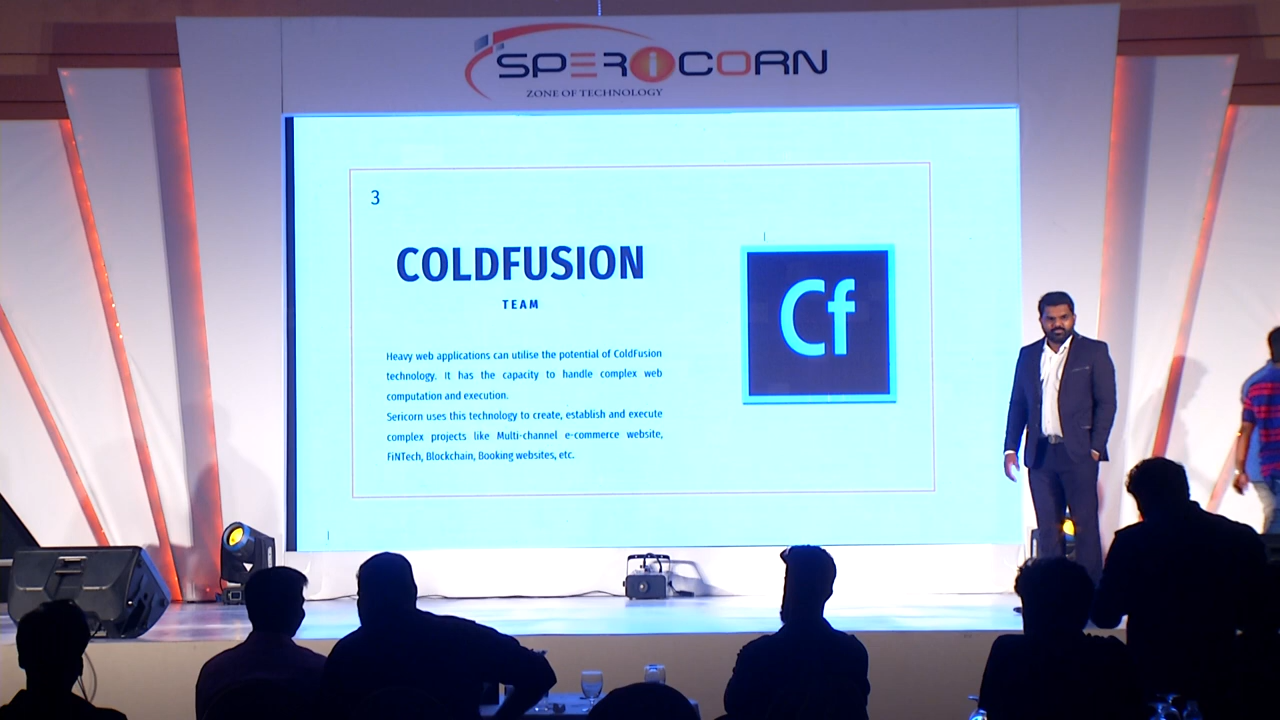 SPERiCORN
ZONE OF TECHNOLOGY
3
COLDFUSION
TEAM
Cf
Heavy web applications can utilise the potential of ColdFusion
technology. It has the capacity to handle complex web
computation and execution.
Sericorn uses this technology to create, establish and execute
complex projects like Multi-channel e-commerce website,
FiNTech, Blockchain, Booking websites, etc.